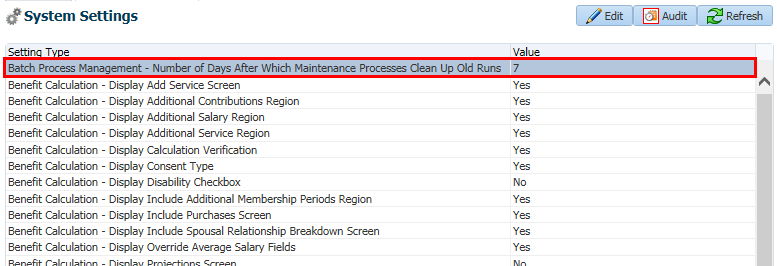 System Settings
Edit
Audit
Refresh
Setting Type Value
Batch Process Management - Number of Days After Which Maintenance Processes Clean Up Old Runs 7
Benefit Calculation - Display Add Service Screen Yes
Benefit Calculation - Display Additional Contributions Region Yes
Benefit Calculation - Display Additional Salary Region Yes
Benefit Calculation - Display Additional Service Region Yes
Benefit Calculation - Display Calculation Verification Yes
Benefit Calculation - Display Consent Type Yes
Benefit Calculation - Display Disability Checkbox No
Benefit Calculation - Display Include Additional Membership Periods Region Yes
Benefit Calculation - Display Include Purchases Screen Yes
Benefit Calculation - Display Include Spousal Relationship Breakdown Screen Yes
Benefit Calculation - Display Override Average Salary Fields Yes
Benefit Calculation - Display Projections Screen No